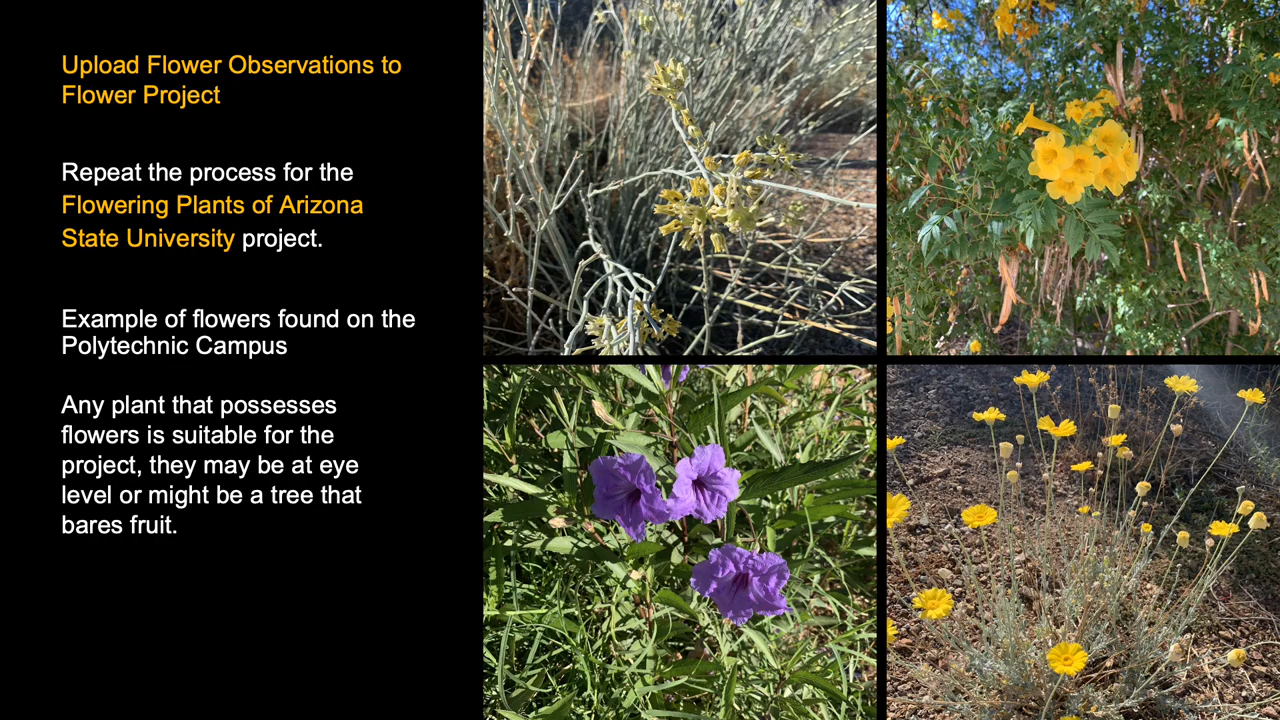 Upload Flower Observations to
Flower Project
Repeat the process for the
Flowering Plants of Arizona
State University project.
Example of flowers found on the
Polytechnic Campus
Any plant that possesses
flowers is suitable for the
project, they may be at eye
level or might be a tree that
bares fruit.